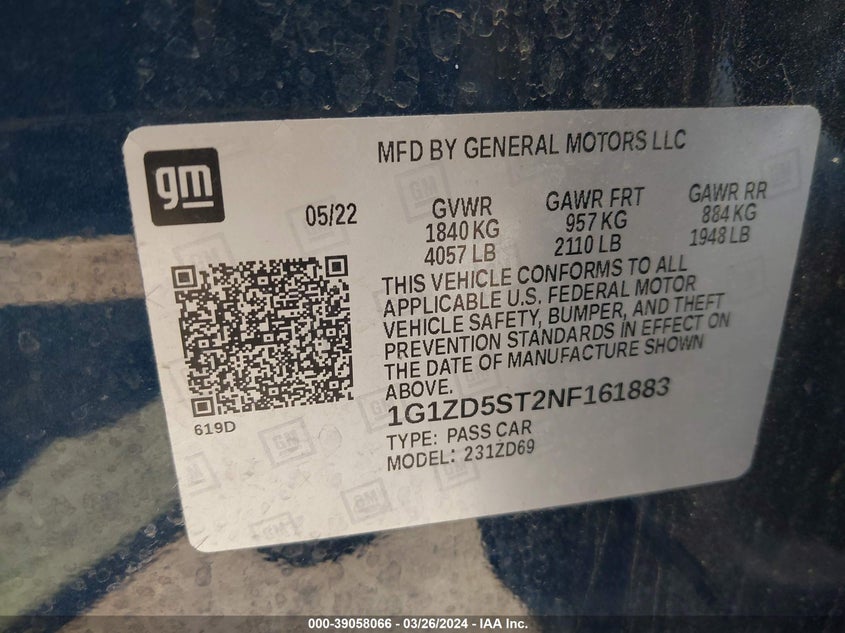 gm
MFD BY GENERAL MOTORS LLC
05/22
GVWR
1840 KG
4057 LB
GAWR FRT
957 KG
2110 LB
GAWR RR
884 KG
1948 LB
THIS VEHICLE CONFORMS TO ALL
APPLICABLE U.S. FEDERAL MOTOR
VEHICLE SAFETY, BUMPER, AND THEFT
PREVENTION STANDARDS IN EFFECT ON
THE DATE OF MANUFACTURE SHOWN
ABOVE.
619D
1G1ZD5ST2NF161883
TYPE: PASS CAR
MODEL: 231ZD69
000-39058066 - 03/26/2024 - IAA Inc.